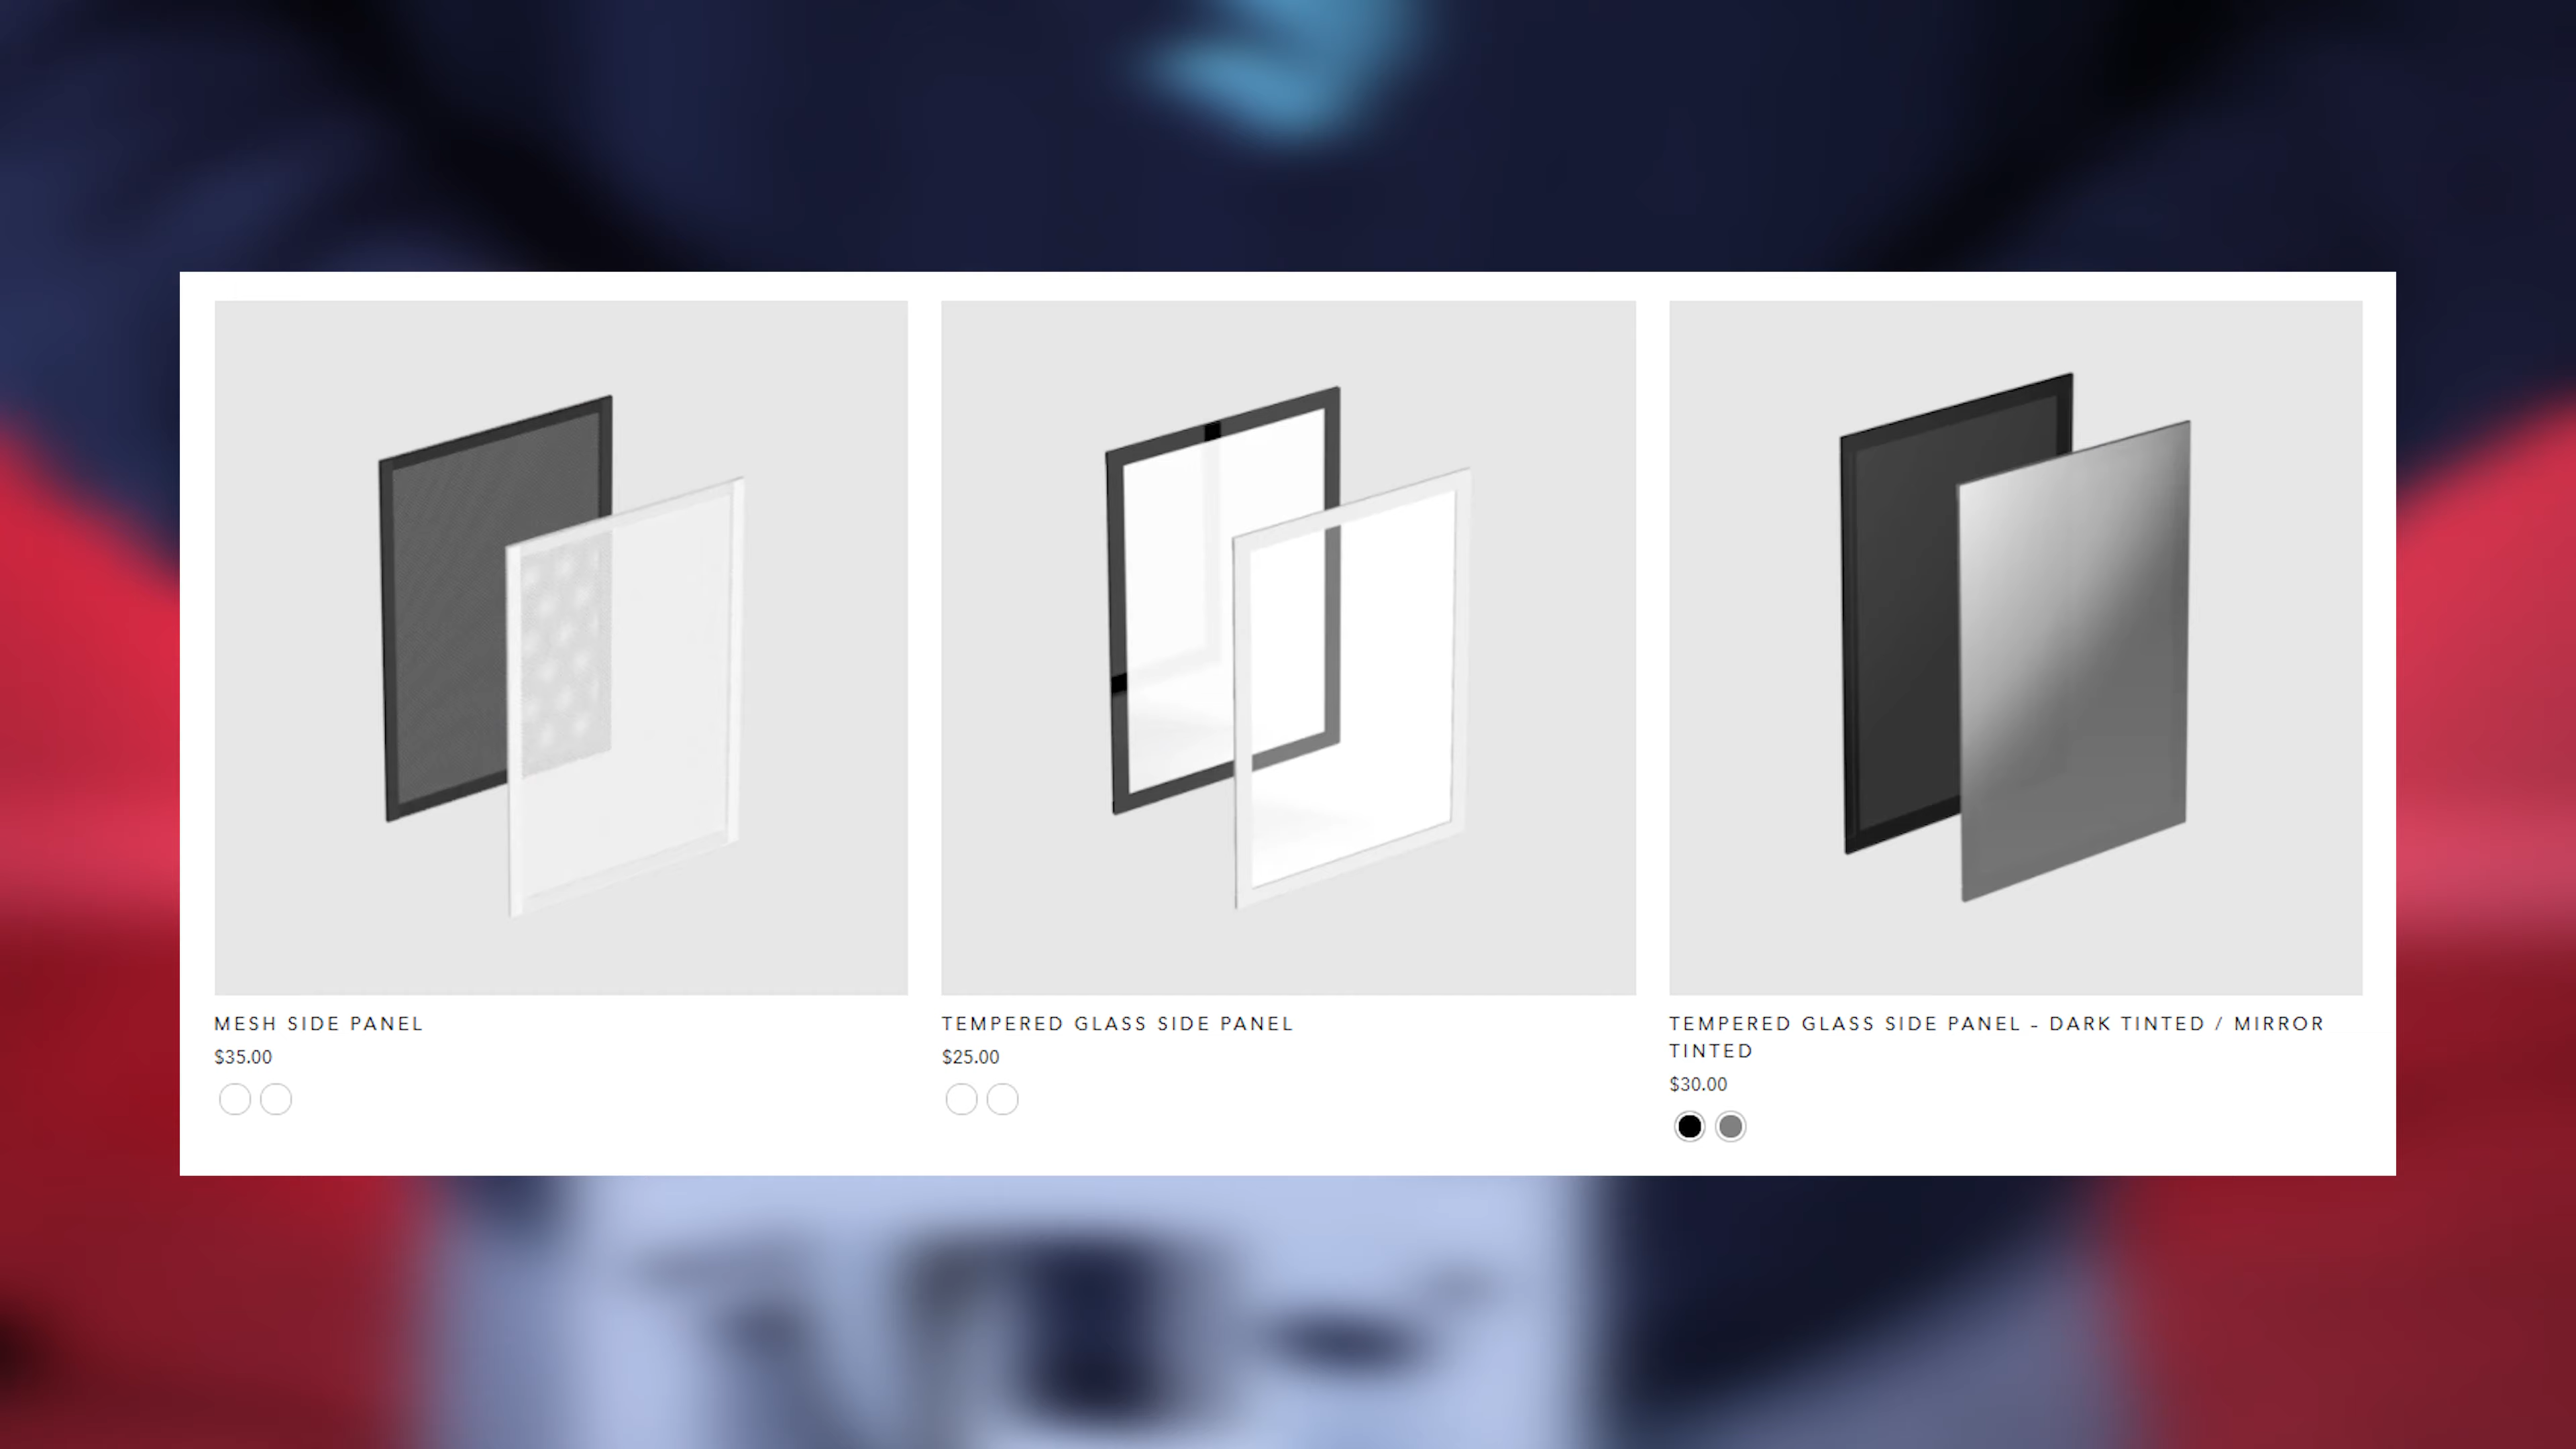 MESH SIDE PANEL
$35.00
TEMPERED GLASS SIDE PANEL
$25.00
TEMPERED GLASS SIDE PANEL - DARK TINTED / MIRROR
TINTED
$30.00